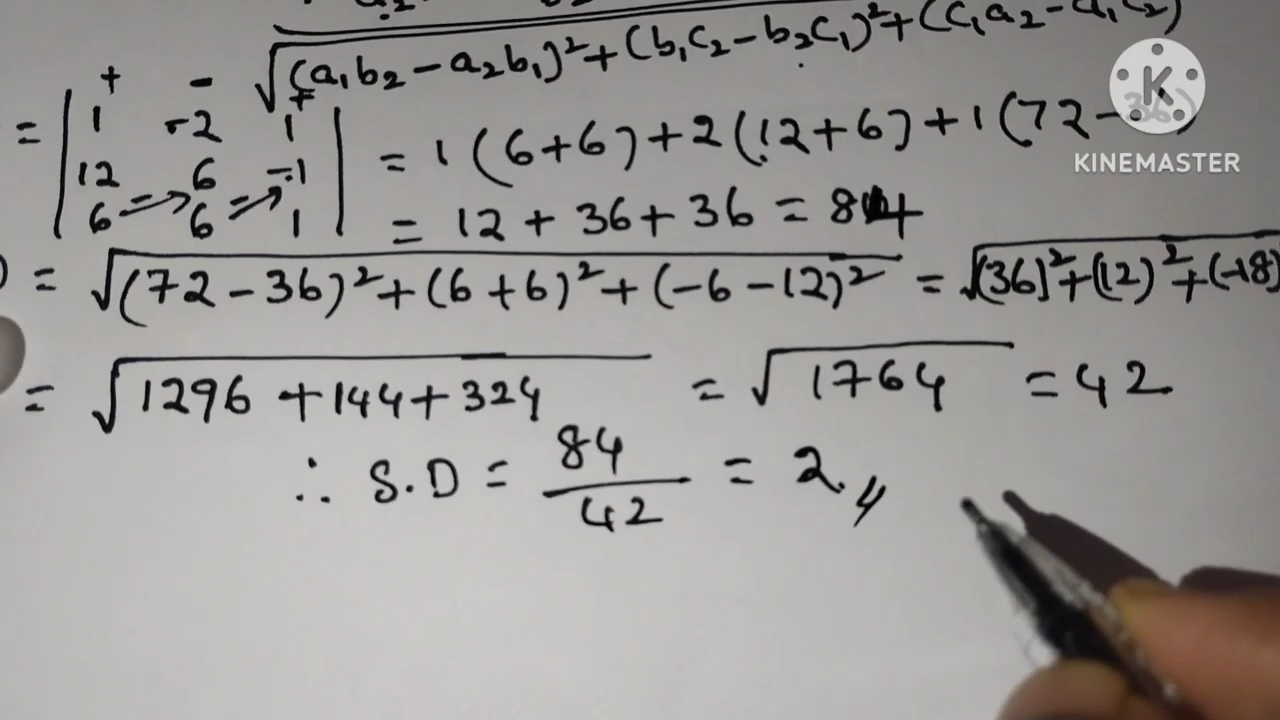 √(a₁b₂-a₂b₁)²+(b₁c₂-b₂c₁)²+(c₁a₂-a₁c₂)
+ - +
= | 1 -2 1 | = 1(6+6)+2(12+6)+1(72-36)
| 12 6 -1 |
| 6 6 1 | = 12+36+36=84
= √(72-36)²+(6+6)²+(-6-12)² = √(36)²+(12)²+(-18)
= √1296+144+324 = √1764 = 42
∴ S.D = 84/42 = 2
K
KINEMASTER